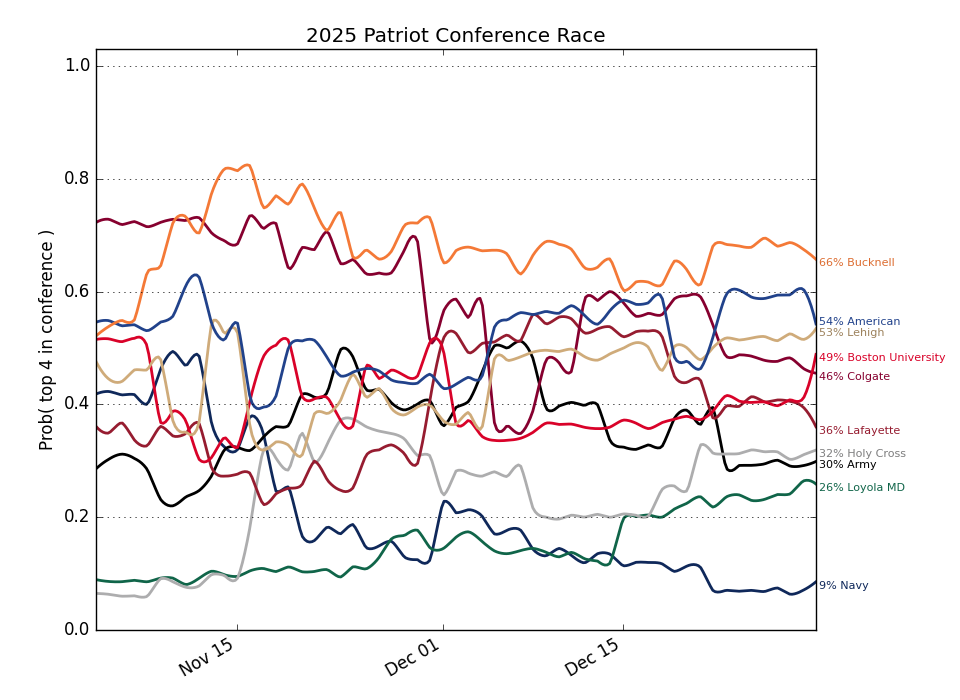 2025 Patriot Conference Race
Prob( top 4 in conference )
1.0
0.8
0.6
0.4
0.2
0.0
Nov 15
Dec 01
Dec 15
66% Bucknell
54% American
53% Lehigh
49% Boston University
46% Colgate
36% Lafayette
32% Holy Cross
30% Army
26% Loyola MD
9% Navy